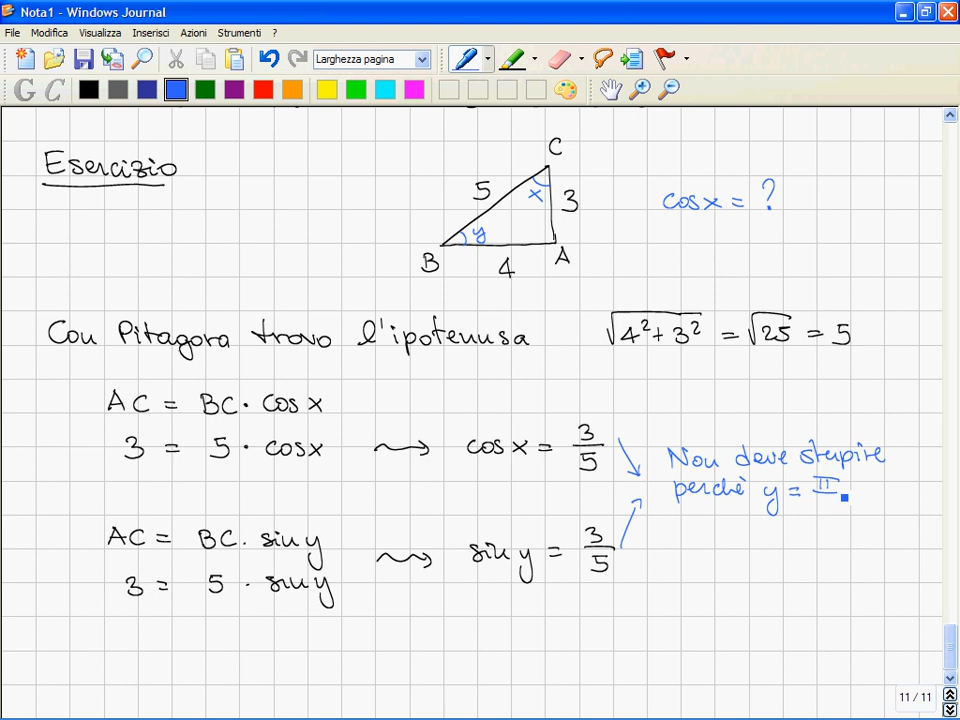 Nota1 - Windows Journal
File Modifica Visualizza Inserisci Azioni Strumenti ?
Larghezza pagina
Esercizio
C
5
x
3
cos x = ?
y
B
4
A
Con Pitagora trovo l'ipotenusa √(4² + 3²) = √25 = 5
AC = BC · cos x
3 = 5 · cos x ⇝ cos x = 3/5
Non deve stupire
perchè y = π
AC = BC · sin y
3 = 5 · sin y
⇝ sin y = 3/5
11 / 11